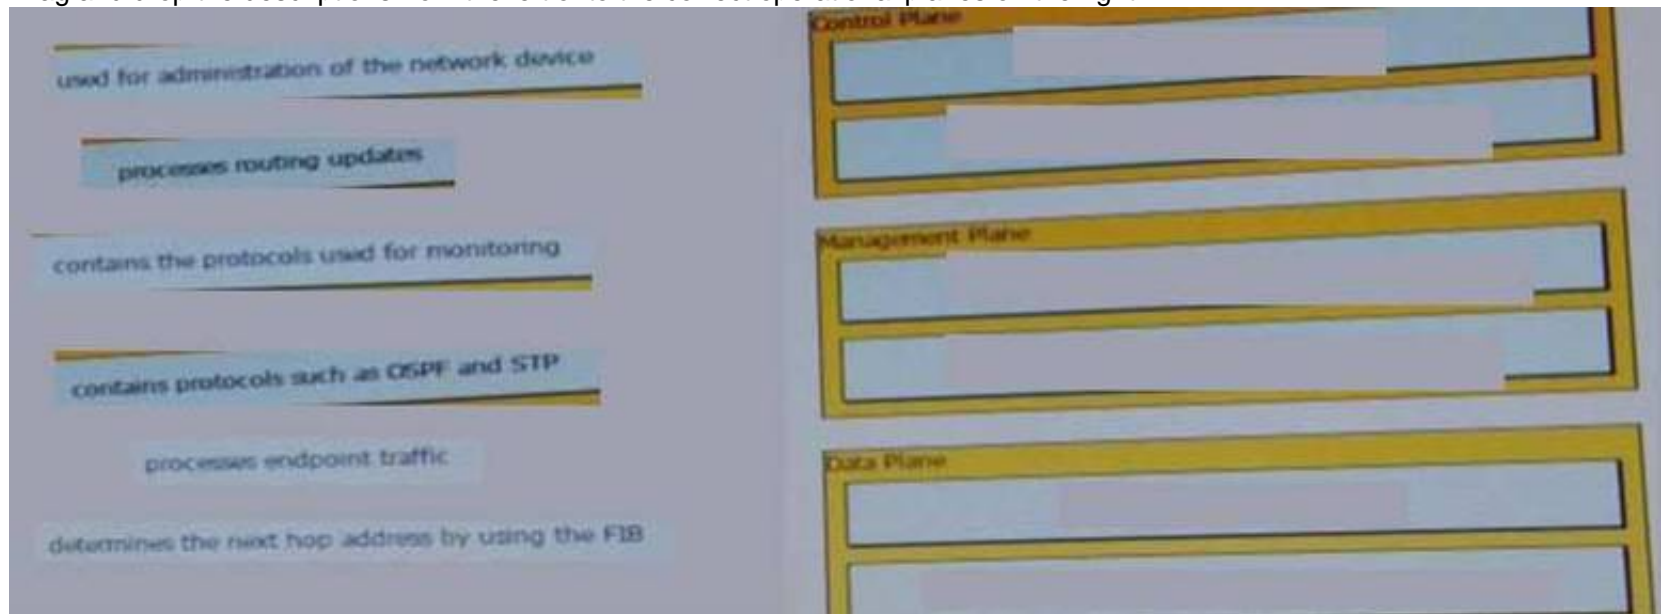 used for administration of the network device
processes routing updates
contains the protocols used for monitoring
contains protocols such as OSPF and STP
processes endpoint traffic
determines the next hop address by using the FIB
Control Plane
Management Plane
Data Plane